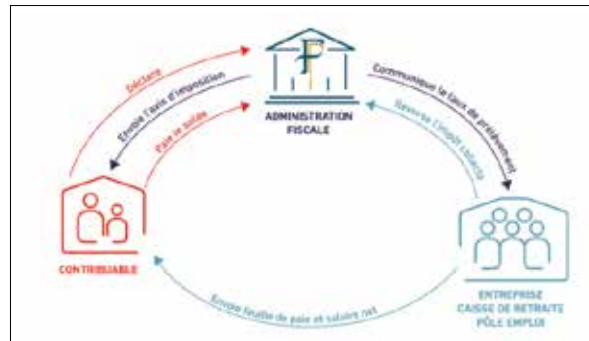 Déclare
Envoie l'avis d'imposition
Paie le solde
ADMINISTRATION
FISCALE
Communique le taux de prélèvement
Reverse l'impôt collecté
CONTRIBUABLE
Envoie feuille de paie et salaire net
ENTREPRISE
CAISSE DE RETRAITE
PÔLE EMPLOI